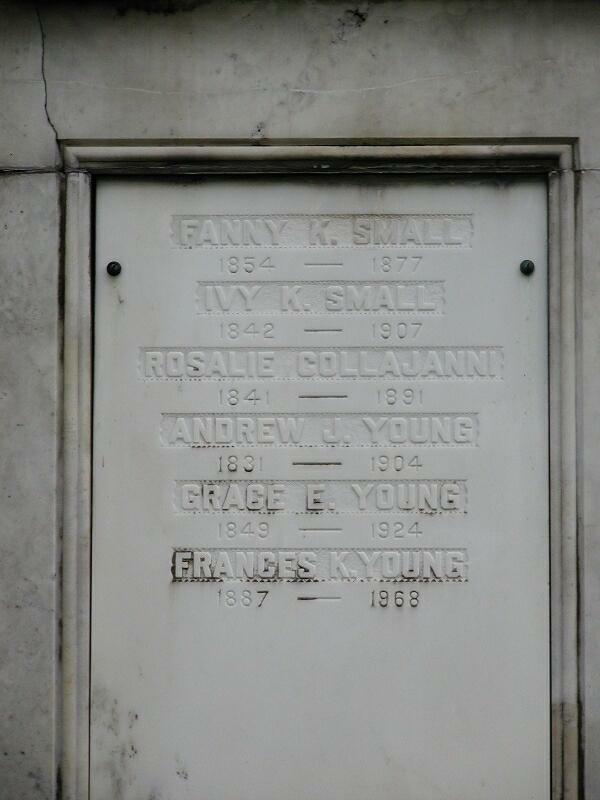 FANNY K. SMALL
1854 — 1877
IVY K. SMALL
1842 — 1907
ROSALIE COLLAJANNI
1841 — 1891
ANDREW J. YOUNG
1831 — 1904
GRACE E. YOUNG
1849 — 1924
FRANCES K. YOUNG
1887 — 1968